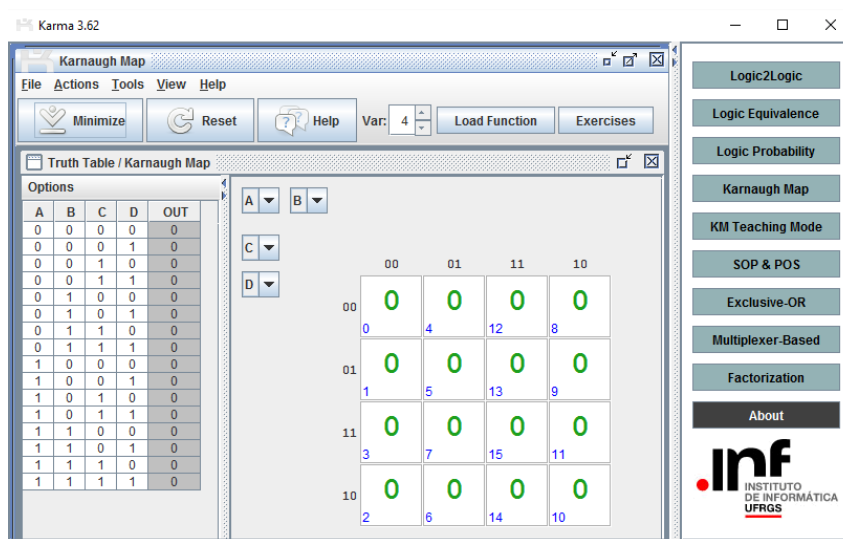 Karma 3.62
Karnaugh Map
File Actions Tools View Help
Minimize Reset Help Var: 4 Load Function Exercises
Truth Table / Karnaugh Map
Options
A B C D OUT
0 0 0 0 0
0 0 0 1 0
0 0 1 0 0
0 0 1 1 0
0 1 0 0 0
0 1 0 1 0
0 1 1 0 0
0 1 1 1 0
1 0 0 0 0
1 0 0 1 0
1 0 1 0 0
1 0 1 1 0
1 1 0 0 0
1 1 0 1 0
1 1 1 0 0
1 1 1 1 0
A B
C
D
00 01 11 10
00 0 0 0 0
0 4 12 8
01 0 0 0 0
1 5 13 9
11 0 0 0 0
3 7 15 11
10 0 0 0 0
2 6 14 10
Logic2Logic
Logic Equivalence
Logic Probability
Karnaugh Map
KM Teaching Mode
SOP & POS
Exclusive-OR
Multiplexer-Based
Factorization
About
.inf
INSTITUTO
DE INFORMÁTICA
UFRGS